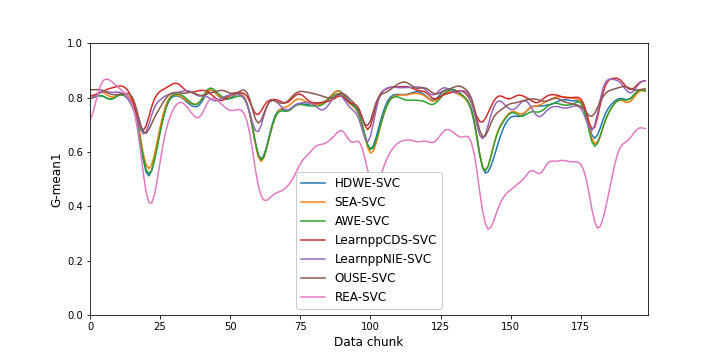 1.0
0.8
0.6
0.4
0.2
0.0
G-mean1
HDWE-SVC
SEA-SVC
AWE-SVC
LearnppCDS-SVC
LearnppNIE-SVC
OUSE-SVC
REA-SVC
0 25 50 75 100 125 150 175
Data chunk